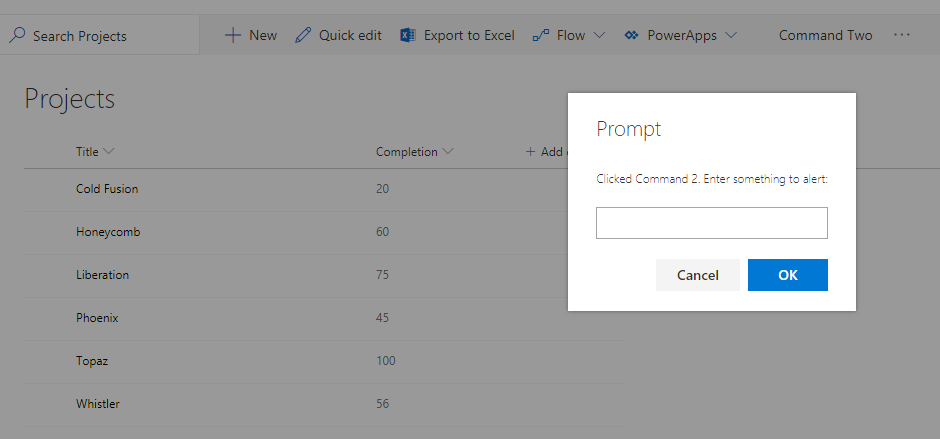 Search Projects New Quick edit Export to Excel Flow PowerApps Command Two ...
Projects
Title Completion + Add
Cold Fusion 20
Honeycomb 60
Liberation 75
Phoenix 45
Topaz 100
Whistler 56
Prompt
Clicked Command 2. Enter something to alert:
Cancel OK